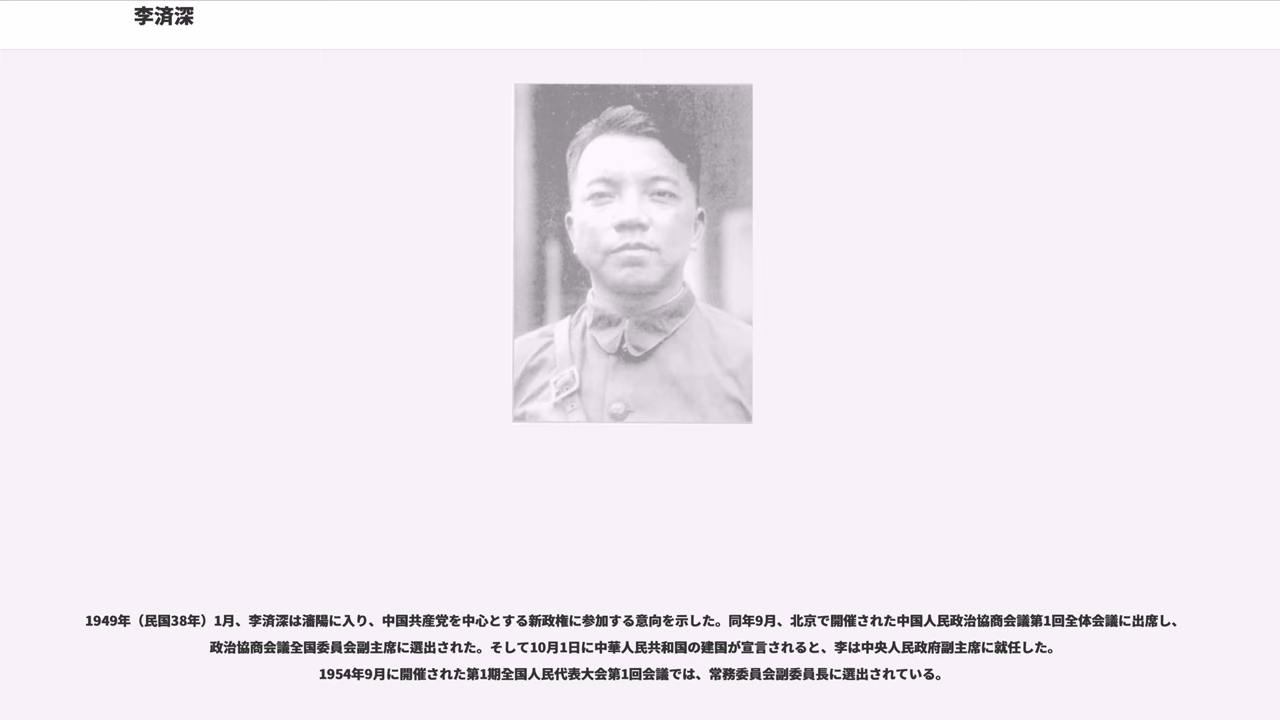 李済深
1949年（民国38年）1月、李済深は瀋陽に入り、中国共産党を中心とする新政権に参加する意向を示した。同年9月、北京で開催された中国人民政治協商会議第1回全体会議に出席し、
政治協商会議全国委員会副主席に選出された。そして10月1日に中華人民共和国の建国が宣言されると、李は中央人民政府副主席に就任した。
1954年9月に開催された第1期全国人民代表大会第1回会議では、常務委員会副委員長に選出されている。